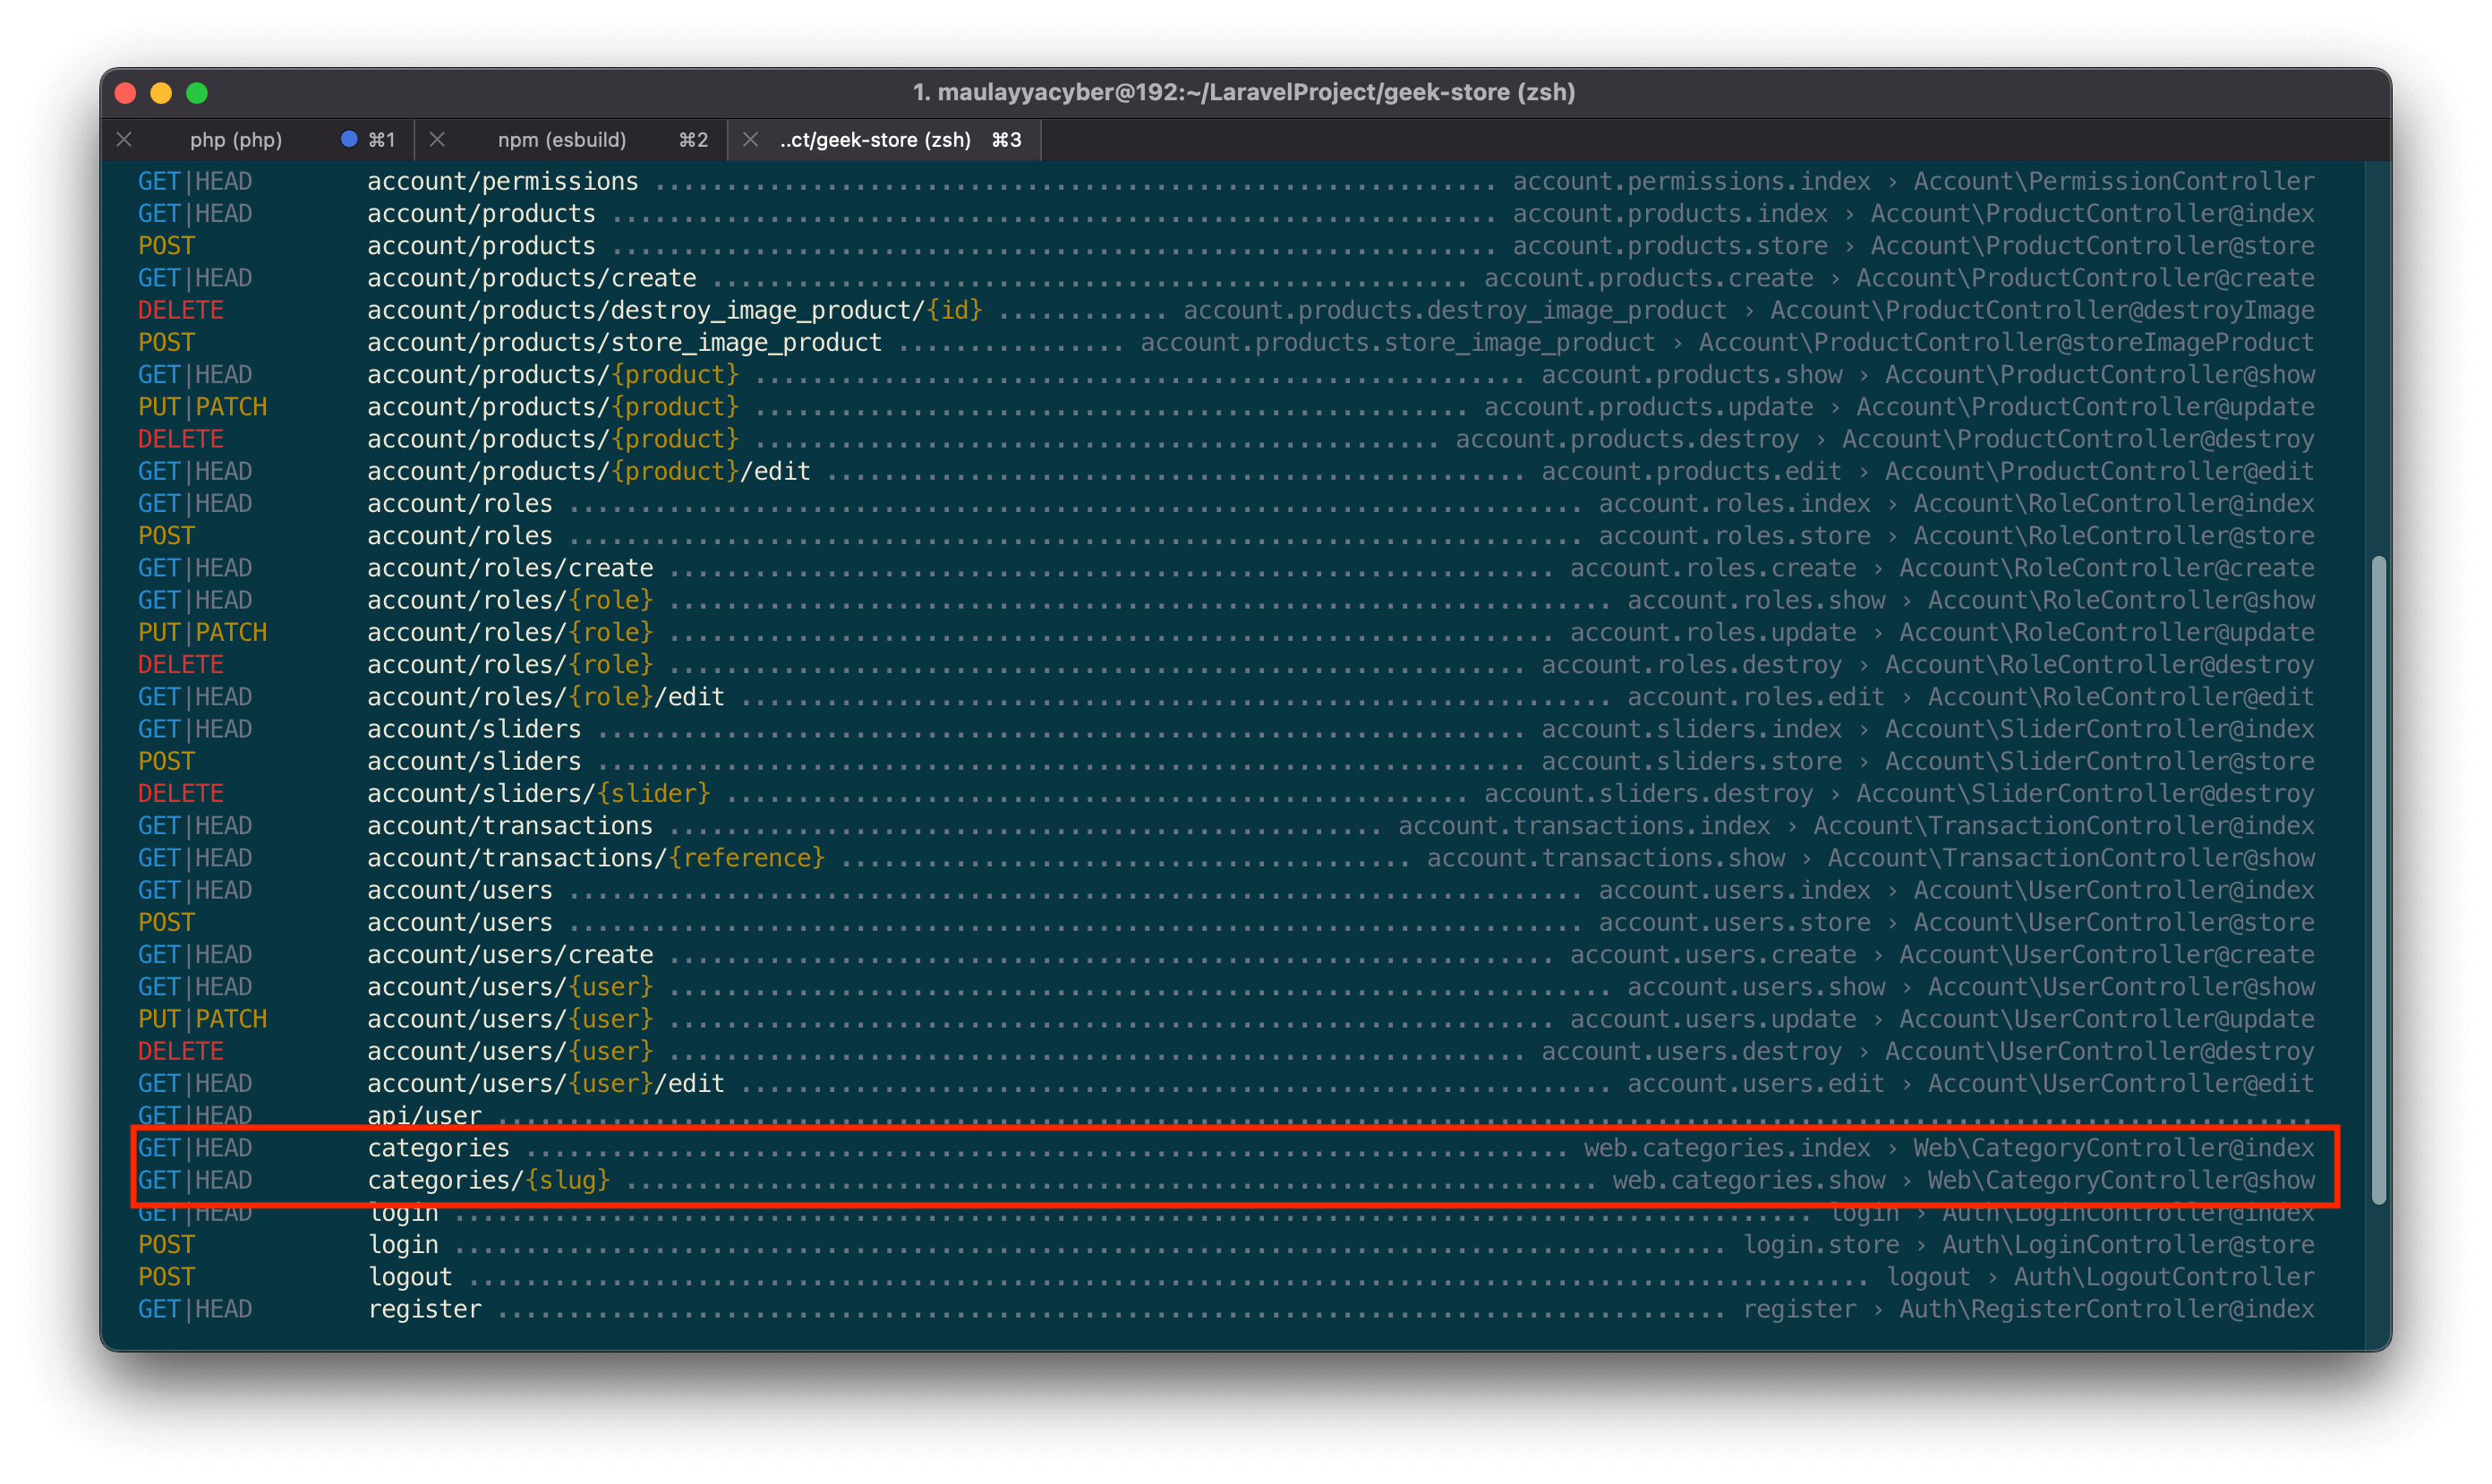 1. maulayyacyber@192:~/LaravelProject/geek-store (zsh)
php (php) ⌘1 npm (esbuild) ⌘2 ..ct/geek-store (zsh) ⌘3
GET|HEAD account/permissions ........................................................... account.permissions.index › Account\PermissionController
GET|HEAD account/products .............................................................. account.products.index › Account\ProductController@index
POST account/products .............................................................. account.products.store › Account\ProductController@store
GET|HEAD account/products/create ..................................................... account.products.create › Account\ProductController@create
DELETE account/products/destroy_image_product/{id} ............ account.products.destroy_image_product › Account\ProductController@destroyImage
POST account/products/store_image_product ................ account.products.store_image_product › Account\ProductController@storeImageProduct
GET|HEAD account/products/{product} ...................................................... account.products.show › Account\ProductController@show
PUT|PATCH account/products/{product} .................................................. account.products.update › Account\ProductController@update
DELETE account/products/{product} ................................................ account.products.destroy › Account\ProductController@destroy
GET|HEAD account/products/{product}/edit ................................................. account.products.edit › Account\ProductController@edit
GET|HEAD account/roles ....................................................................... account.roles.index › Account\RoleController@index
POST account/roles ....................................................................... account.roles.store › Account\RoleController@store
GET|HEAD account/roles/create .............................................................. account.roles.create › Account\RoleController@create
GET|HEAD account/roles/{role} .................................................................. account.roles.show › Account\RoleController@show
PUT|PATCH account/roles/{role} .............................................................. account.roles.update › Account\RoleController@update
DELETE account/roles/{role} ............................................................ account.roles.destroy › Account\RoleController@destroy
GET|HEAD account/roles/{role}/edit ............................................................. account.roles.edit › Account\RoleController@edit
GET|HEAD account/sliders ................................................................. account.sliders.index › Account\SliderController@index
POST account/sliders ................................................................. account.sliders.store › Account\SliderController@store
DELETE account/sliders/{slider} .................................................... account.sliders.destroy › Account\SliderController@destroy
GET|HEAD account/transactions .................................................. account.transactions.index › Account\TransactionController@index
GET|HEAD account/transactions/{reference} ........................................ account.transactions.show › Account\TransactionController@show
GET|HEAD account/users ....................................................................... account.users.index › Account\UserController@index
POST account/users ....................................................................... account.users.store › Account\UserController@store
GET|HEAD account/users/create .............................................................. account.users.create › Account\UserController@create
GET|HEAD account/users/{user} .................................................................. account.users.show › Account\UserController@show
PUT|PATCH account/users/{user} .............................................................. account.users.update › Account\UserController@update
DELETE account/users/{user} ............................................................ account.users.destroy › Account\UserController@destroy
GET|HEAD account/users/{user}/edit ............................................................. account.users.edit › Account\UserController@edit
GET|HEAD api/user ...............................................................................................................................
GET|HEAD categories ......................................................................... web.categories.index › Web\CategoryController@index
GET|HEAD categories/{slug} .................................................................... web.categories.show › Web\CategoryController@show
GET|HEAD login ............................................................................................... login › Auth\LoginController@index
POST login ......................................................................................... login.store › Auth\LoginController@store
POST logout .................................................................................................. logout › Auth\LogoutController
GET|HEAD register ...................................................................................... register › Auth\RegisterController@index